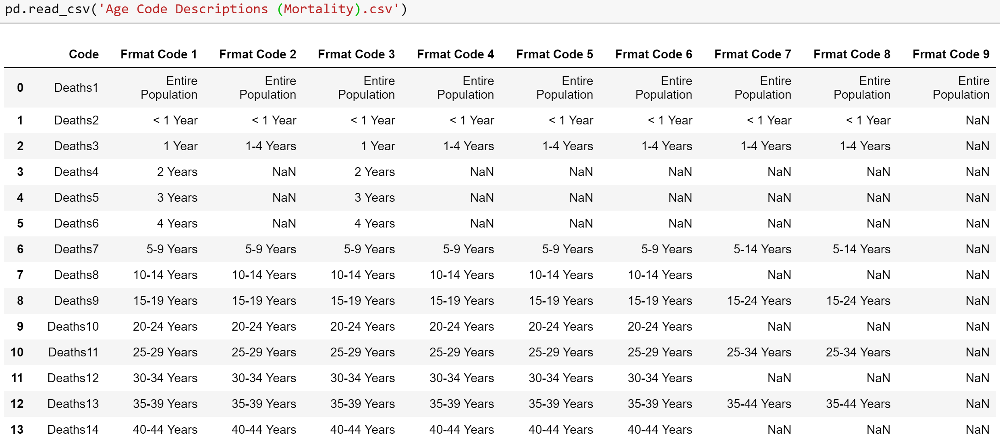 pd.read_csv('Age Code Descriptions (Mortality).csv')
Code Frmat Code 1 Frmat Code 2 Frmat Code 3 Frmat Code 4 Frmat Code 5 Frmat Code 6 Frmat Code 7 Frmat Code 8 Frmat Code 9
0 Deaths1 Entire Population Entire Population Entire Population Entire Population Entire Population Entire Population Entire Population Entire Population Entire Population
1 Deaths2 < 1 Year < 1 Year < 1 Year < 1 Year < 1 Year < 1 Year < 1 Year < 1 Year NaN
2 Deaths3 1 Year 1-4 Years 1 Year 1-4 Years 1-4 Years 1-4 Years 1-4 Years 1-4 Years NaN
3 Deaths4 2 Years NaN 2 Years NaN NaN NaN NaN NaN NaN
4 Deaths5 3 Years NaN 3 Years NaN NaN NaN NaN NaN NaN
5 Deaths6 4 Years NaN 4 Years NaN NaN NaN NaN NaN NaN
6 Deaths7 5-9 Years 5-9 Years 5-9 Years 5-9 Years 5-9 Years 5-9 Years 5-14 Years 5-14 Years NaN
7 Deaths8 10-14 Years 10-14 Years 10-14 Years 10-14 Years 10-14 Years 10-14 Years NaN NaN NaN
8 Deaths9 15-19 Years 15-19 Years 15-19 Years 15-19 Years 15-19 Years 15-19 Years 15-24 Years 15-24 Years NaN
9 Deaths10 20-24 Years 20-24 Years 20-24 Years 20-24 Years 20-24 Years 20-24 Years NaN NaN NaN
10 Deaths11 25-29 Years 25-29 Years 25-29 Years 25-29 Years 25-29 Years 25-29 Years 25-34 Years 25-34 Years NaN
11 Deaths12 30-34 Years 30-34 Years 30-34 Years 30-34 Years 30-34 Years 30-34 Years NaN NaN NaN
12 Deaths13 35-39 Years 35-39 Years 35-39 Years 35-39 Years 35-39 Years 35-39 Years 35-44 Years 35-44 Years NaN
13 Deaths14 40-44 Years 40-44 Years 40-44 Years 40-44 Years 40-44 Years 40-44 Years NaN NaN NaN